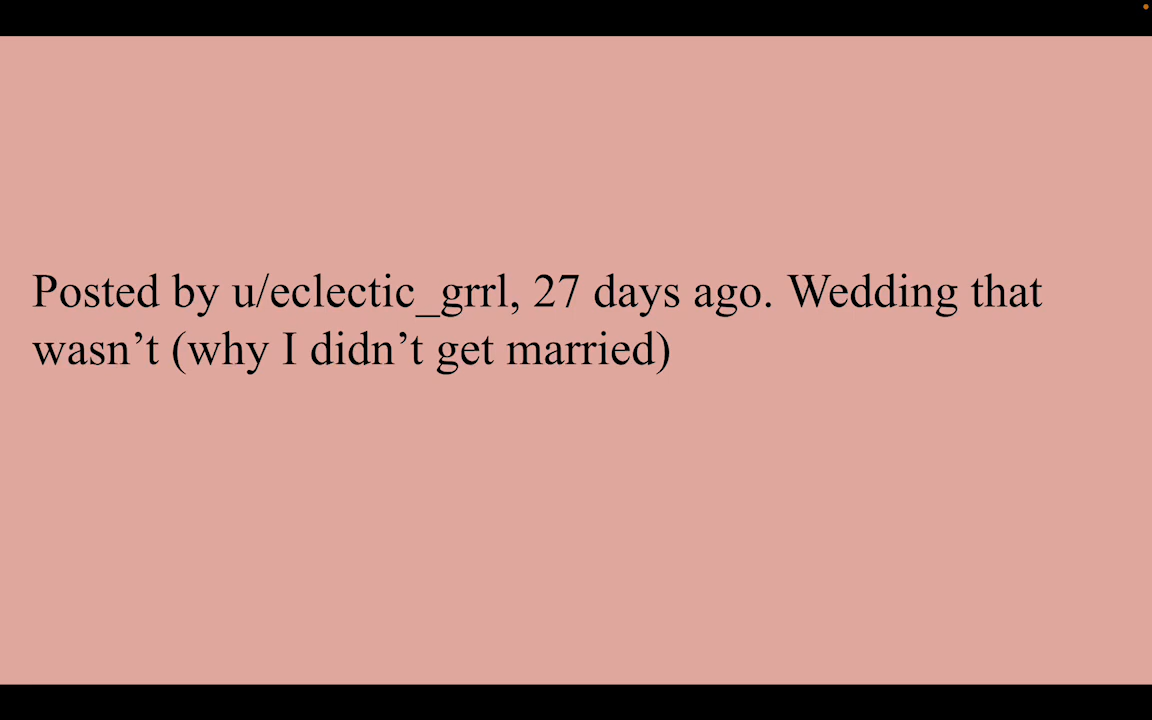 Posted by u/eclectic_grrl, 27 days ago. Wedding that
wasn’t (why I didn’t get married)